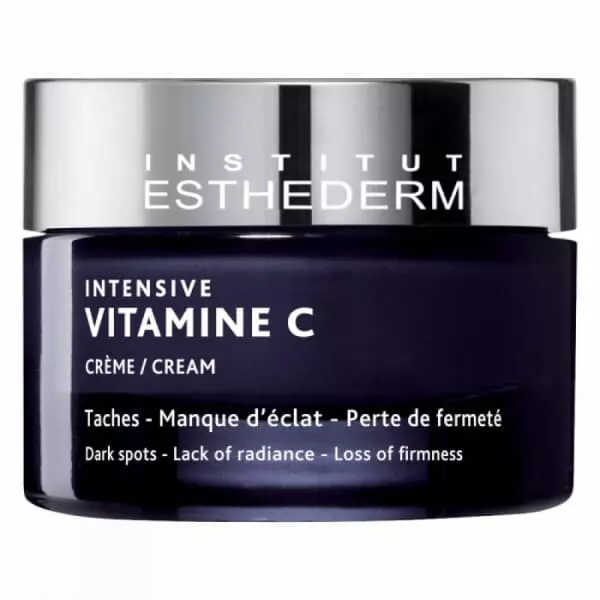 INSTITUT
ESTHEDERM
INTENSIVE
VITAMINE C
CRÈME / CREAM
Taches - Manque d'éclat - Perte de fermeté
Dark spots - Lack of radiance - Loss of firmness